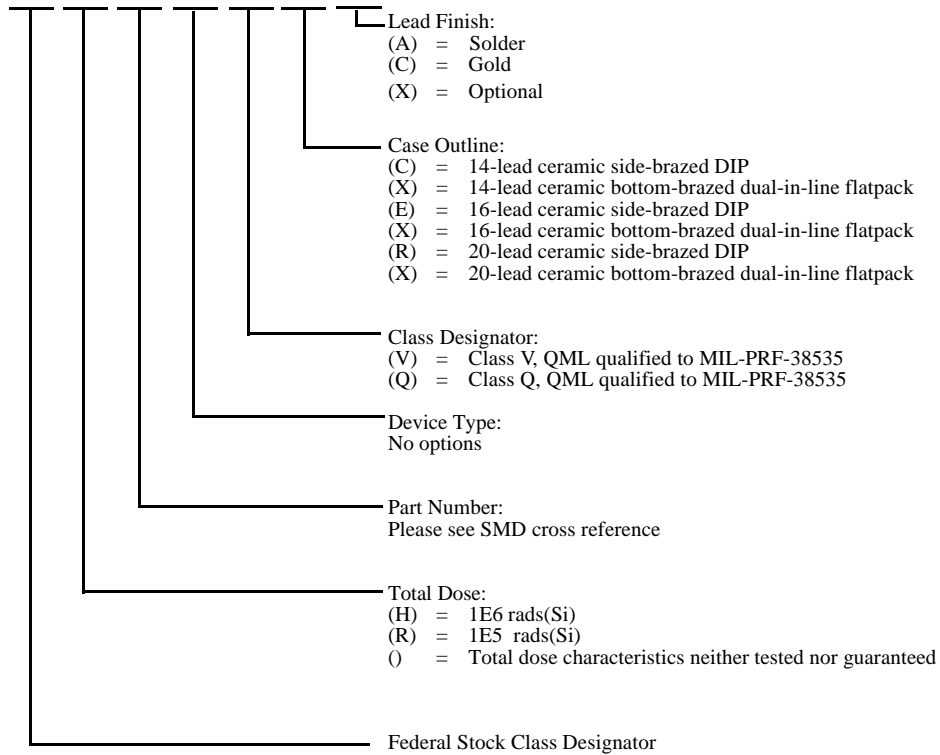 Lead Finish:
(A) = Solder
(C) = Gold
(X) = Optional
Case Outline:
(C) = 14-lead ceramic side-brazed DIP
(X) = 14-lead ceramic bottom-brazed dual-in-line flatpack
(E) = 16-lead ceramic side-brazed DIP
(X) = 16-lead ceramic bottom-brazed dual-in-line flatpack
(R) = 20-lead ceramic side-brazed DIP
(X) = 20-lead ceramic bottom-brazed dual-in-line flatpack
Class Designator:
(V) = Class V, QML qualified to MIL-PRF-38535
(Q) = Class Q, QML qualified to MIL-PRF-38535
Device Type:
No options
Part Number:
Please see SMD cross reference
Total Dose:
(H) = 1E6 rads(Si)
(R) = 1E5 rads(Si)
() = Total dose characteristics neither tested nor guaranteed
Federal Stock Class Designator